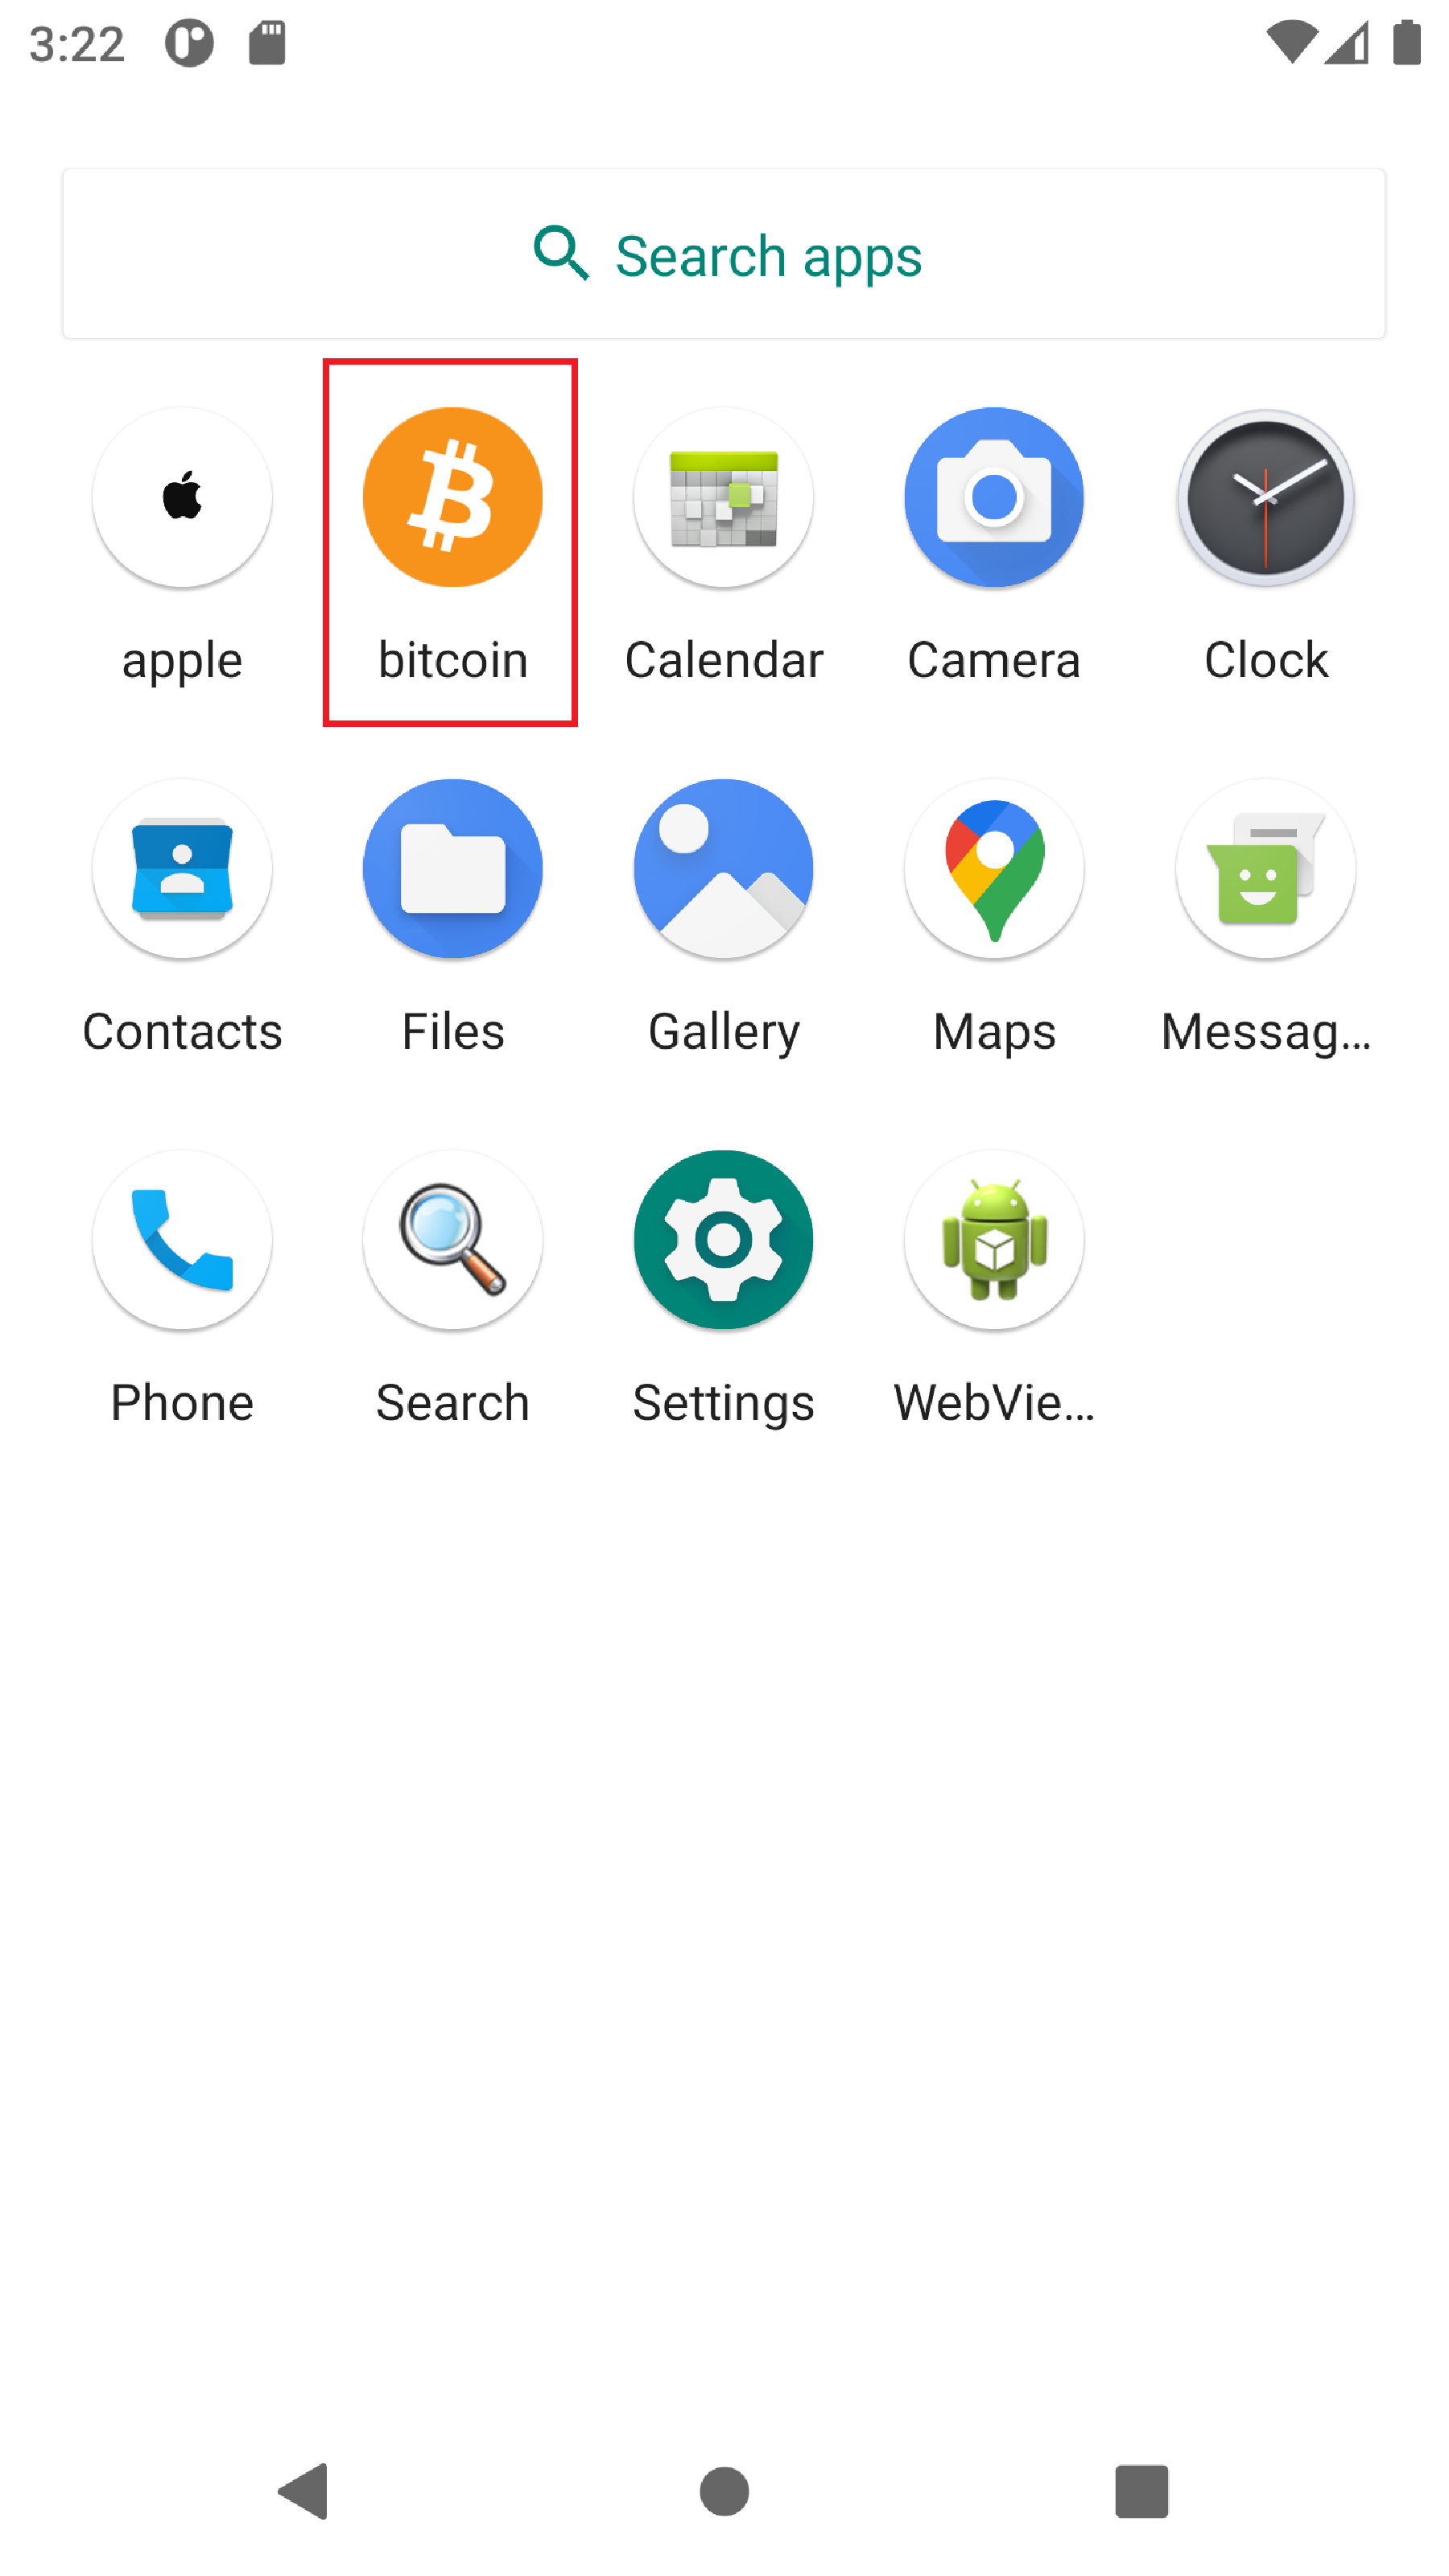 3:22
Search apps
apple bitcoin Calendar Camera Clock
Contacts Files Gallery Maps Messag...
Phone Search Settings WebVie...